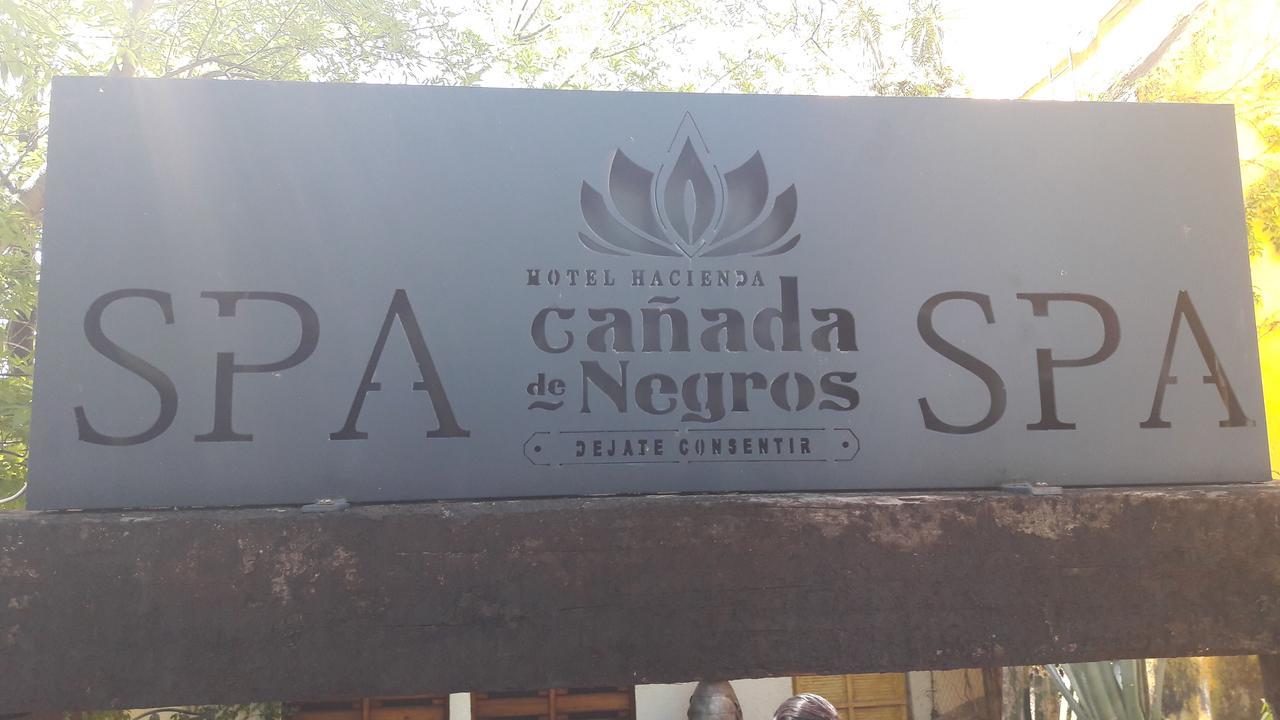 SPA
HOTEL HACIENDA
cañada
de Negros
DEJATE CONSENTIR
SPA